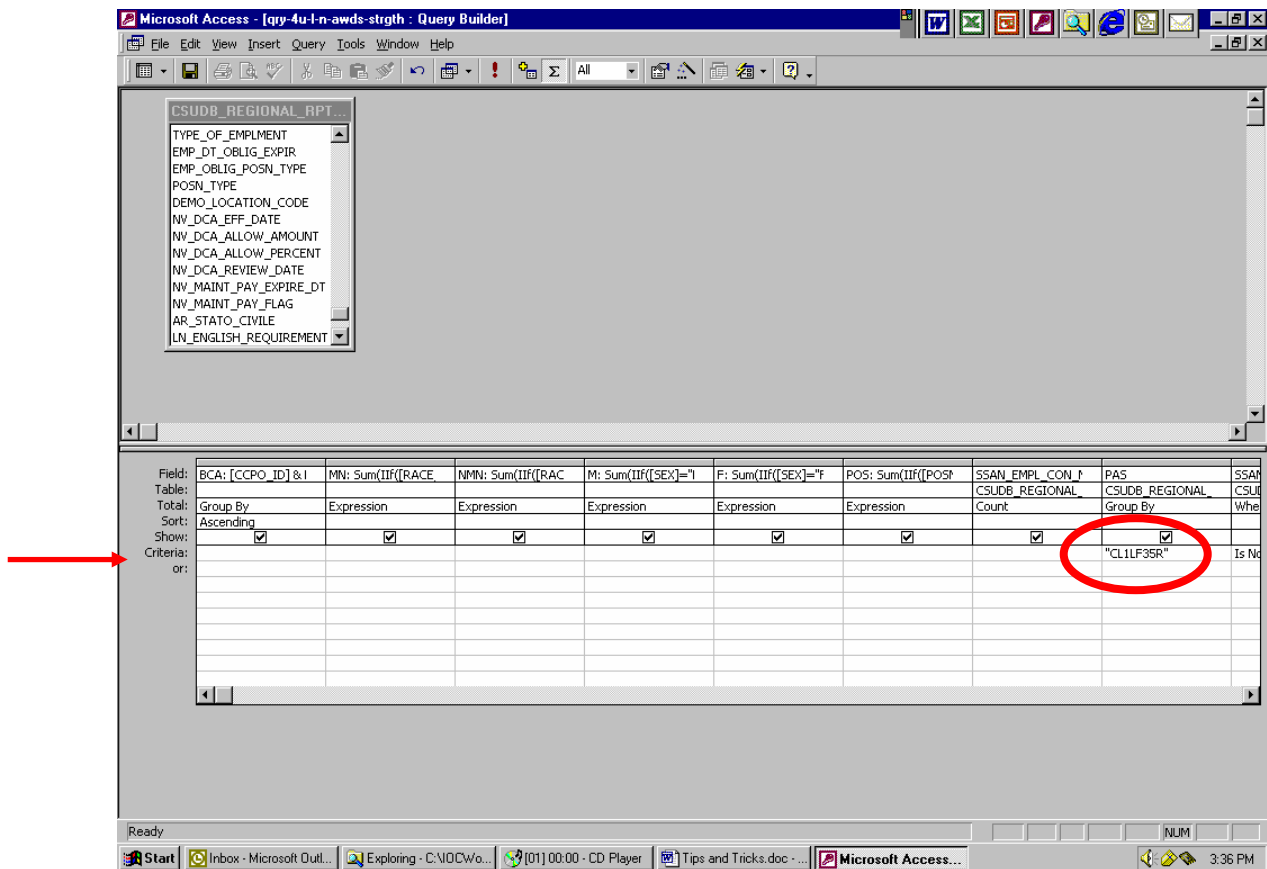 Microsoft Access - [qry-4u-l-n-awds-strgth : Query Builder]
File Edit View Insert Query Tools Window Help
All
CSUDB_REGIONAL_RPT...
TYPE_OF_EMPLMENT
EMP_DT_OBLIG_EXPIR
EMP_OBLIG_POSN_TYPE
POSN_TYPE
DEMO_LOCATION_CODE
NV_DCA_EFF_DATE
NV_DCA_ALLOW_AMOUNT
NV_DCA_ALLOW_PERCENT
NV_DCA_REVIEW_DATE
NV_MAINT_PAY_EXPIRE_DT
NV_MAINT_PAY_FLAG
AR_STATO_CIVILE
LN_ENGLISH_REQUIREMENT
Field: BCA: [CCPO_ID] & I MN: Sum(IIf([RACE_ NMN: Sum(IIf([RAC M: Sum(IIf([SEX]="I F: Sum(IIf([SEX]="F POS: Sum(IIf([POSN SSAN_EMPL_CON_N PAS SSAN
Table: CSUDB_REGIONAL_ CSUDB_REGIONAL_ CSUD
Total: Group By Expression Expression Expression Expression Expression Count Group By Whe
Sort: Ascending
Show:
Criteria: "CL1LF35R" Is No
or:
Ready NUM
Start Inbox - Microsoft Outl... Exploring - C:\IOCWo... [01] 00:00 - CD Player Tips and Tricks.doc - ... Microsoft Access... 3:36 PM